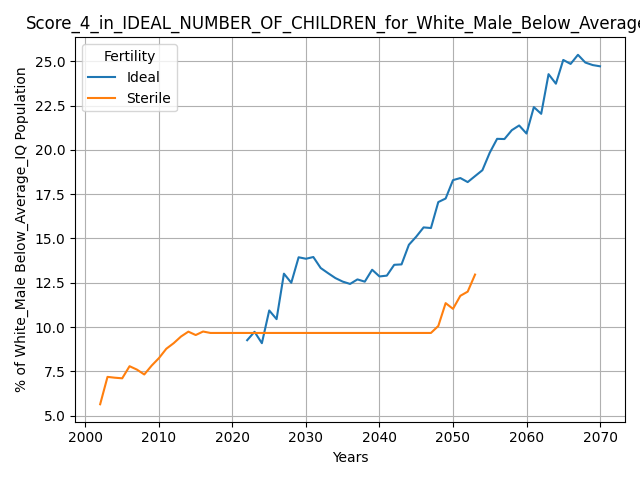 Score_4_in_IDEAL_NUMBER_OF_CHILDREN_for_White_Male_Below_Average
Fertility
Ideal
Sterile
% of White_Male Below_Average_IQ Population
25.0
22.5
20.0
17.5
15.0
12.5
10.0
7.5
5.0
2000 2010 2020 2030 2040 2050 2060 2070
Years